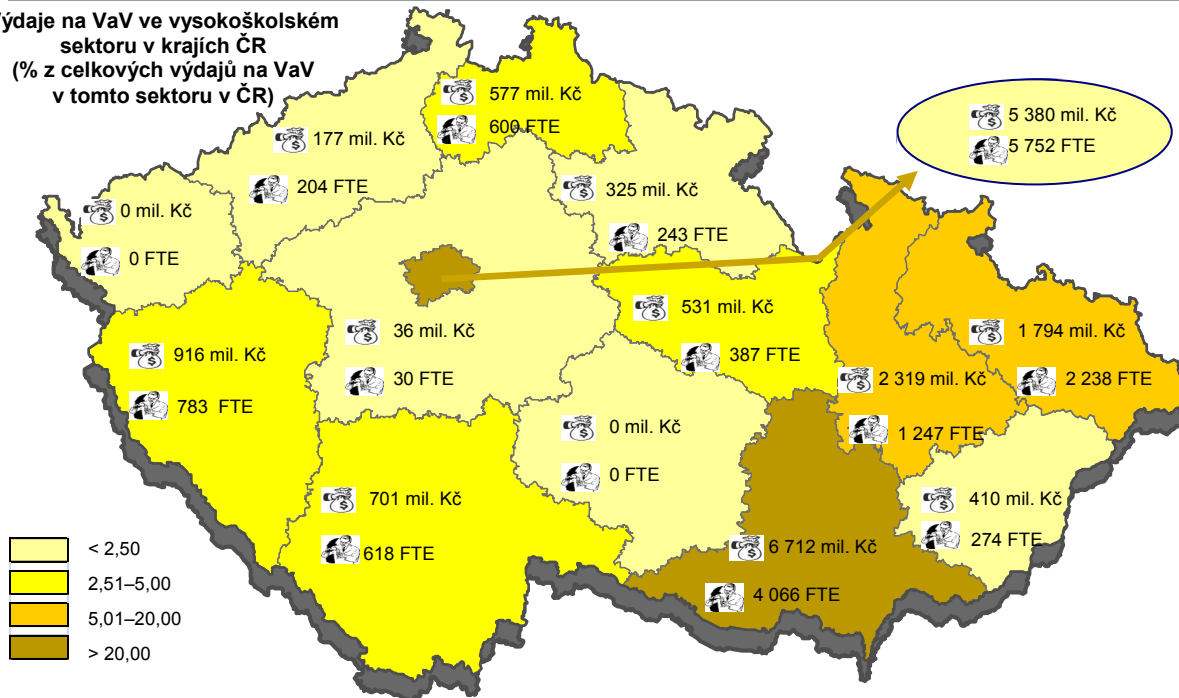 Výdaje na VaV ve vysokoškolském
sektoru v krajích ČR
(% z celkových výdajů na VaV
v tomto sektoru v ČR)
577 mil. Kč
600 FTE
5 380 mil. Kč
5 752 FTE
177 mil. Kč
204 FTE
325 mil. Kč
243 FTE
0 mil. Kč
0 FTE
531 mil. Kč
387 FTE
36 mil. Kč
30 FTE
1 794 mil. Kč
2 238 FTE
916 mil. Kč
783 FTE
2 319 mil. Kč
1 247 FTE
0 mil. Kč
0 FTE
701 mil. Kč
618 FTE
410 mil. Kč
274 FTE
6 712 mil. Kč
4 066 FTE
< 2,50
2,51–5,00
5,01–20,00
> 20,00